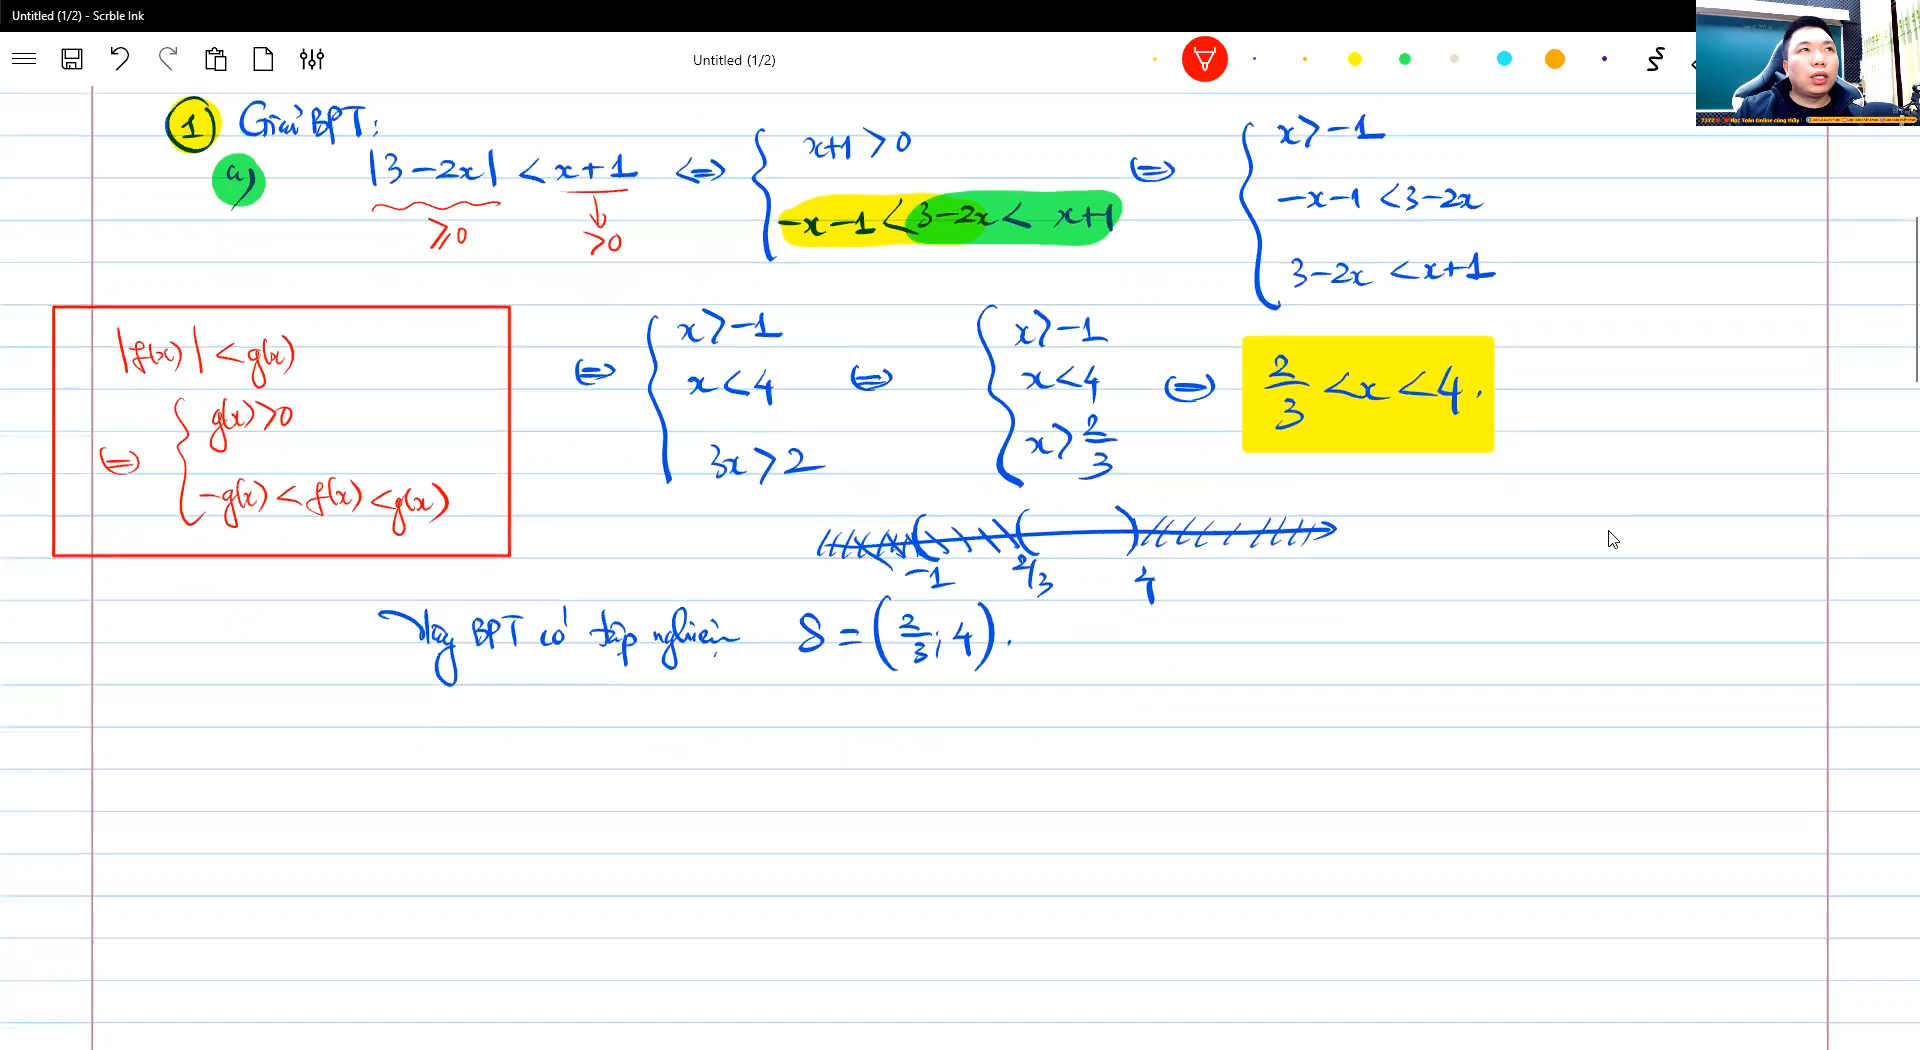 Untitled (1/2) - Scrble Ink
Untitled (1/2)
1 Giải BPT:
a) |3-2x| < x+1 ⇔ { x+1 > 0
-x-1 < 3-2x < x+1
⇔ { x > -1
-x-1 < 3-2x
3-2x < x+1
≥ 0
> 0
|f(x)| < g(x)
⇔ { g(x) > 0
-g(x) < f(x) < g(x)
⇔ { x > -1
x < 4
3x > 2
⇔ { x > -1
x < 4
x > 2/3
⇔ 2/3 < x < 4.
-1 2/3 4
Vậy BPT có tập nghiệm S = (2/3; 4).